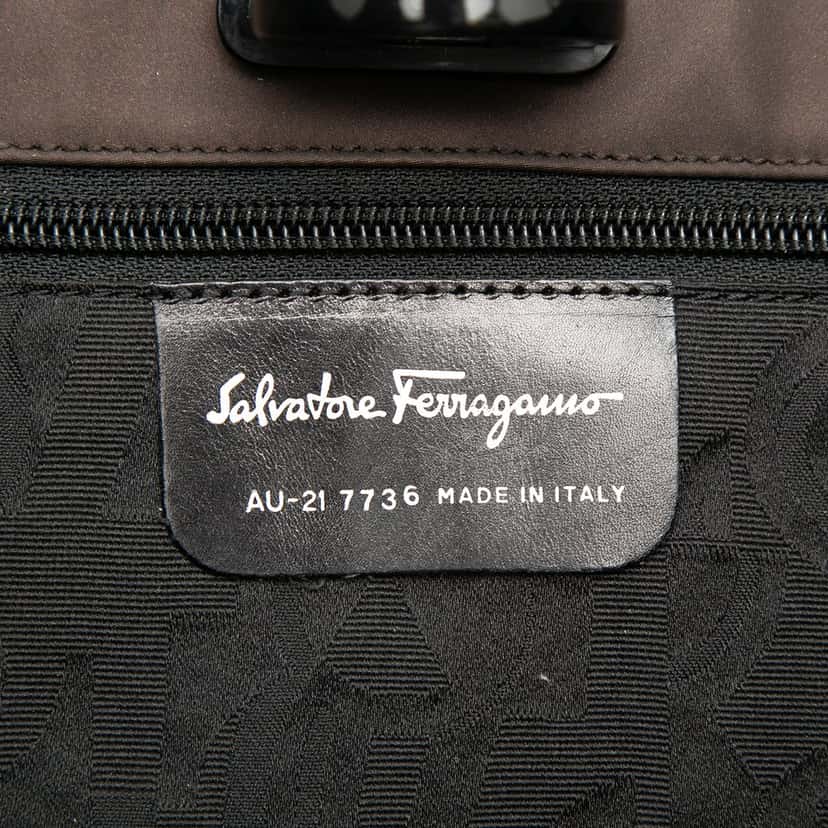 Salvatore Ferragamo
AU-21 7736 MADE IN ITALY